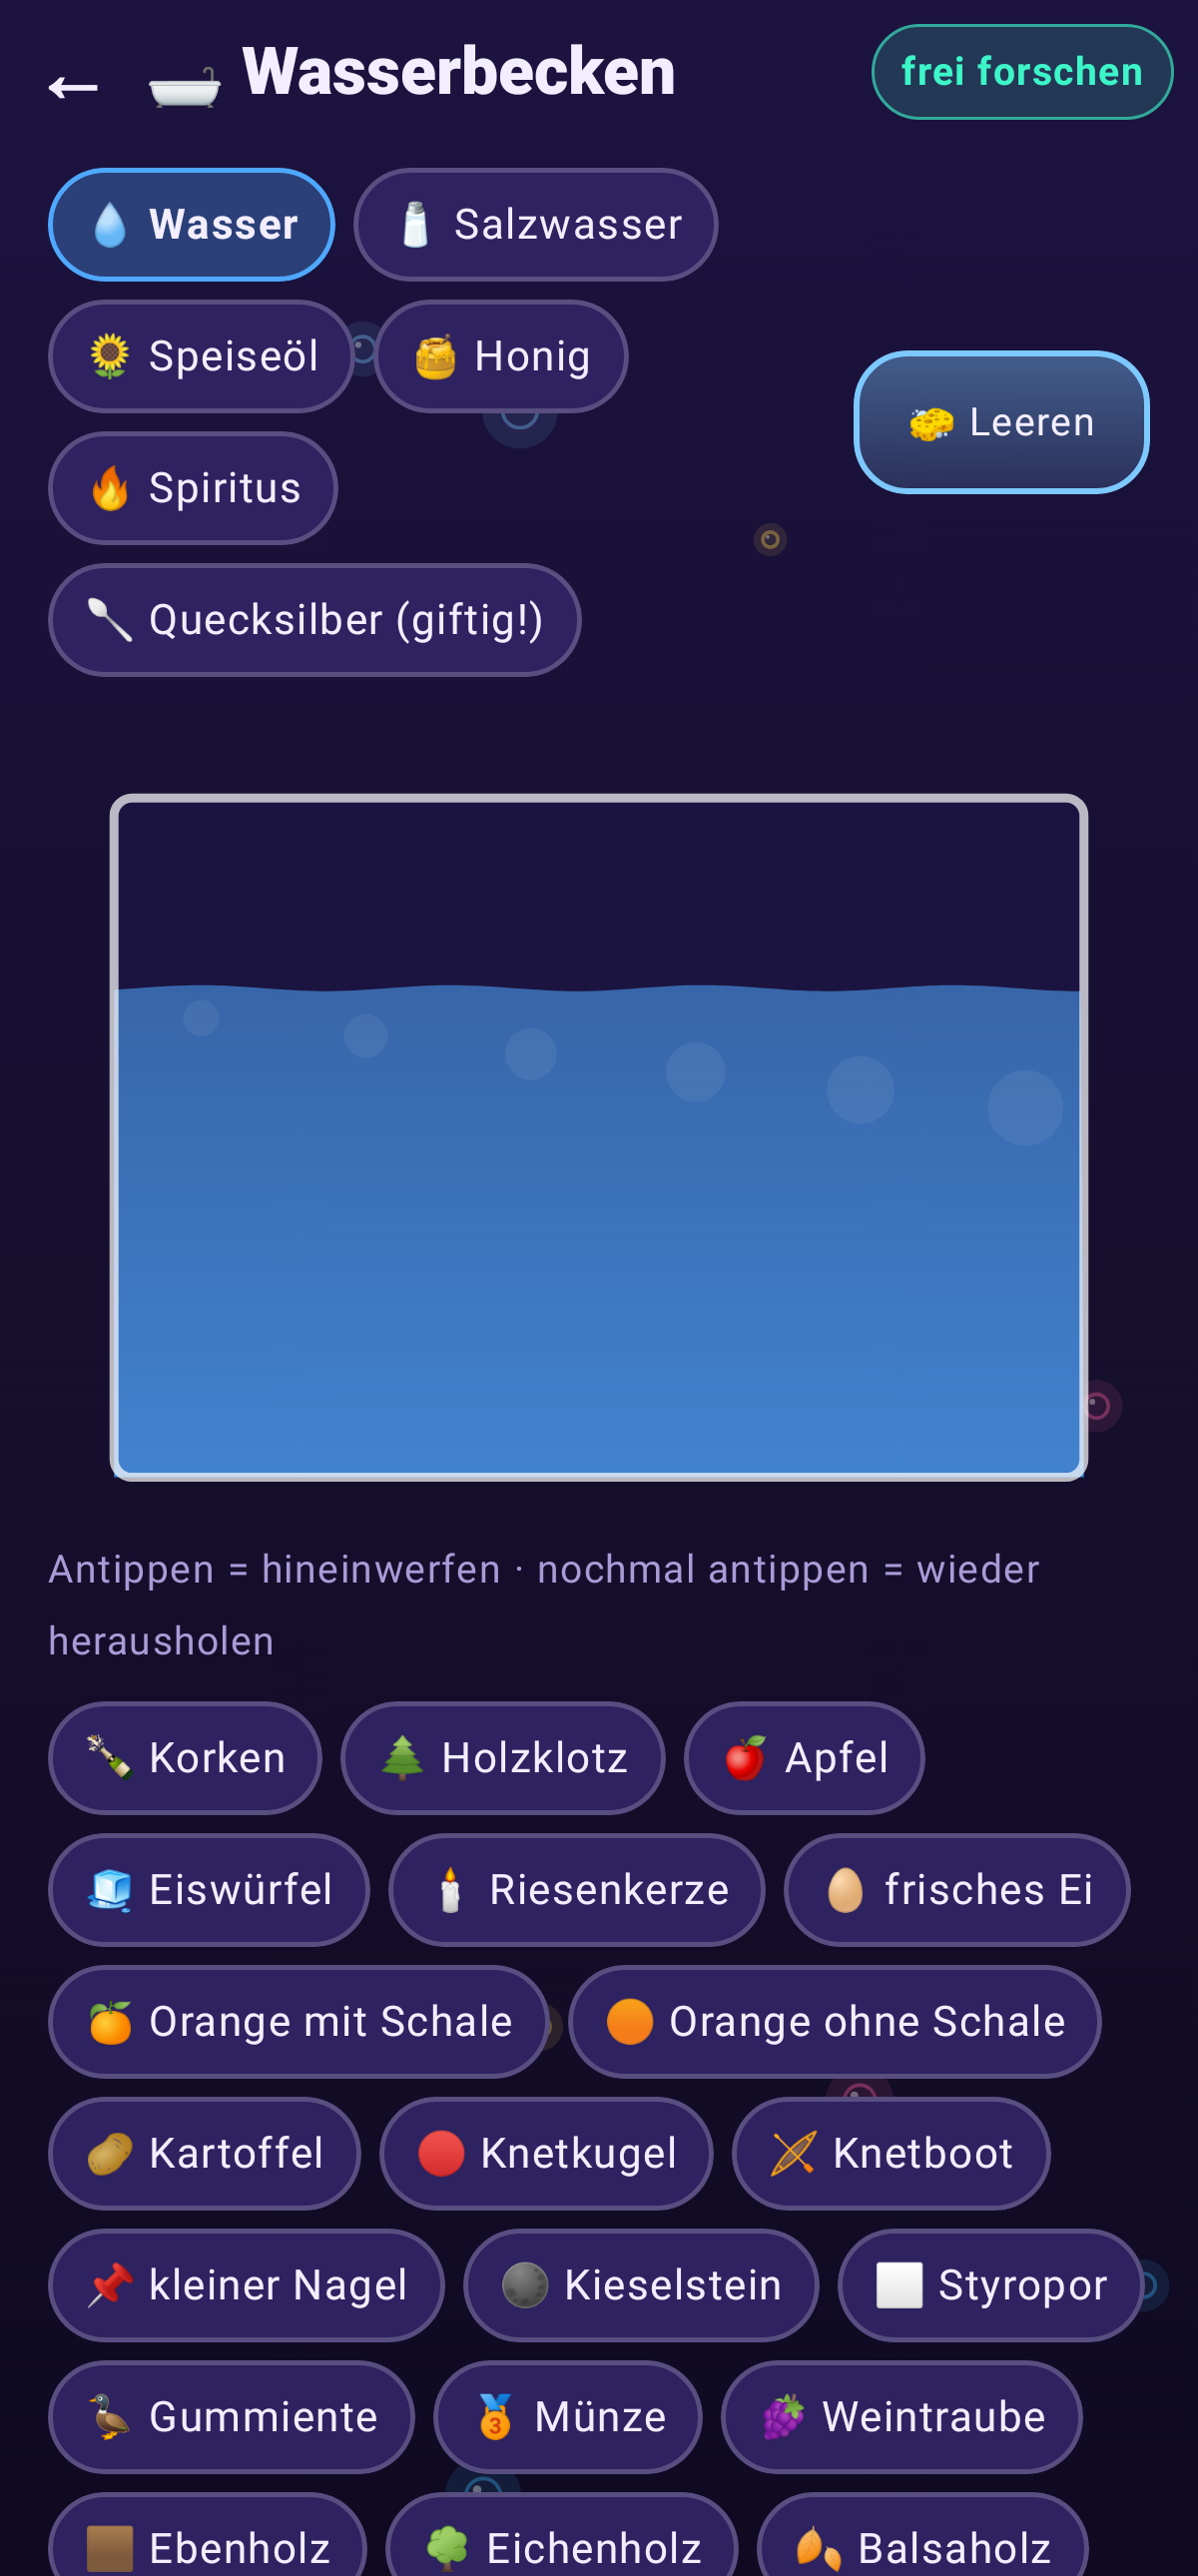 ← Wasserbecken frei forschen
Wasser Salzwasser
Speiseöl Honig
Leeren
Spiritus
Quecksilber (giftig!)
Antippen = hineinwerfen · nochmal antippen = wieder
herausholen
Korken Holzklotz Apfel
Eiswürfel Riesenkerze frisches Ei
Orange mit Schale Orange ohne Schale
Kartoffel Knetkugel Knetboot
kleiner Nagel Kieselstein Styropor
Gummiente Münze Weintraube
Ebenholz Eichenholz Balsaholz